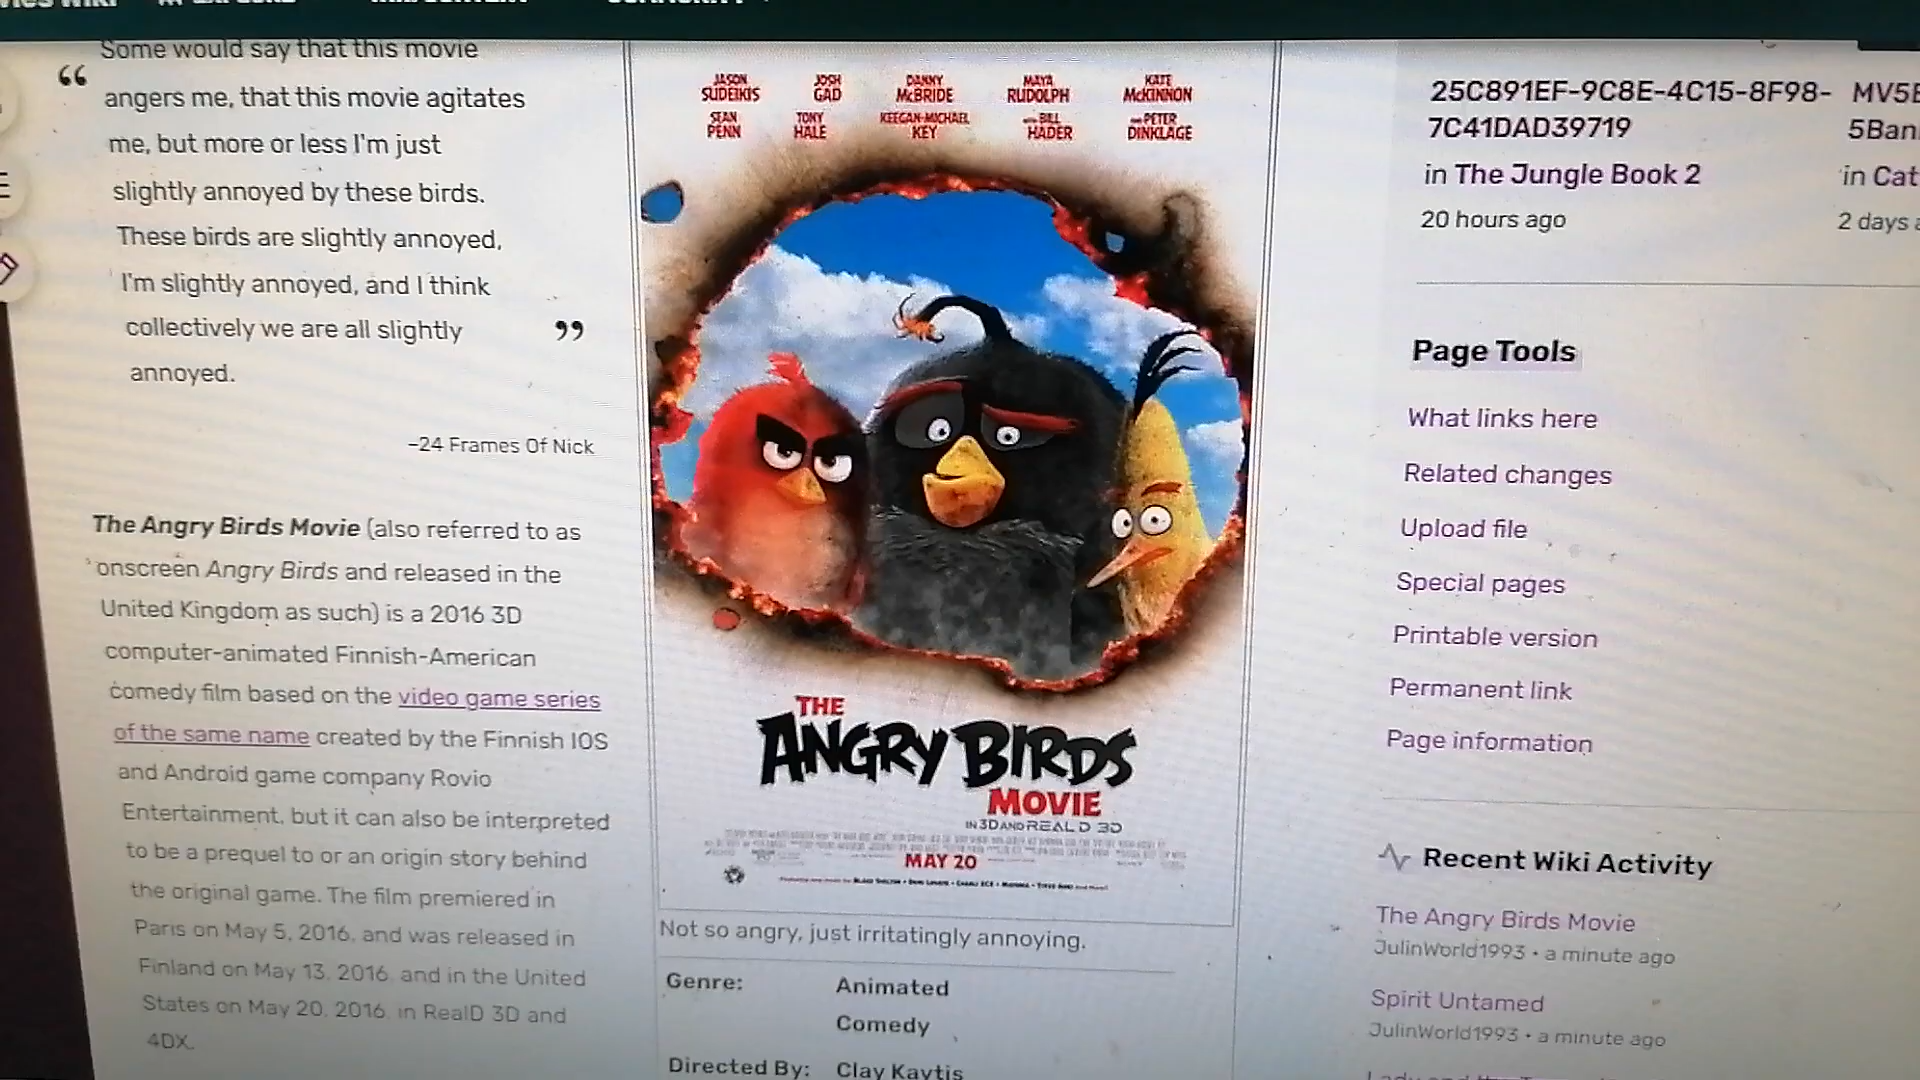 Some would say that this movie
“
angers me, that this movie agitates
me, but more or less I'm just
slightly annoyed by these birds.
These birds are slightly annoyed,
I'm slightly annoyed, and I think
collectively we are all slightly
”
annoyed.
–24 Frames Of Nick
The Angry Birds Movie (also referred to as
onscreen Angry Birds and released in the
United Kingdom as such) is a 2016 3D
computer-animated Finnish-American
comedy film based on the video game series
of the same name created by the Finnish IOS
and Android game company Rovio
Entertainment, but it can also be interpreted
to be a prequel to or an origin story behind
the original game. The film premiered in
Paris on May 5, 2016, and was released in
Finland on May 13, 2016, and in the United
States on May 20, 2016, in RealD 3D and
4DX.
JASON SUDEIKIS JOSH GAD DANNY McBRIDE MAYA RUDOLPH KATE McKINNON
SEAN PENN TONY HALE KEEGAN-MICHAEL KEY BILL HADER PETER DINKLAGE
THE
ANGRY BIRDS
MOVIE
IN 3D AND REAL D 3D
MAY 20
Not so angry, just irritatingly annoying.
Genre: Animated
Comedy
Directed By: Clay Kaytis
25C891EF-9C8E-4C15-8F98-
7C41DAD39719
in The Jungle Book 2
20 hours ago
MV5
5Ban
in Cat
2 days
Page Tools
What links here
Related changes
Upload file
Special pages
Printable version
Permanent link
Page information
Recent Wiki Activity
The Angry Birds Movie
JulinWorld1993 • a minute ago
Spirit Untamed
JulinWorld1993 • a minute ago